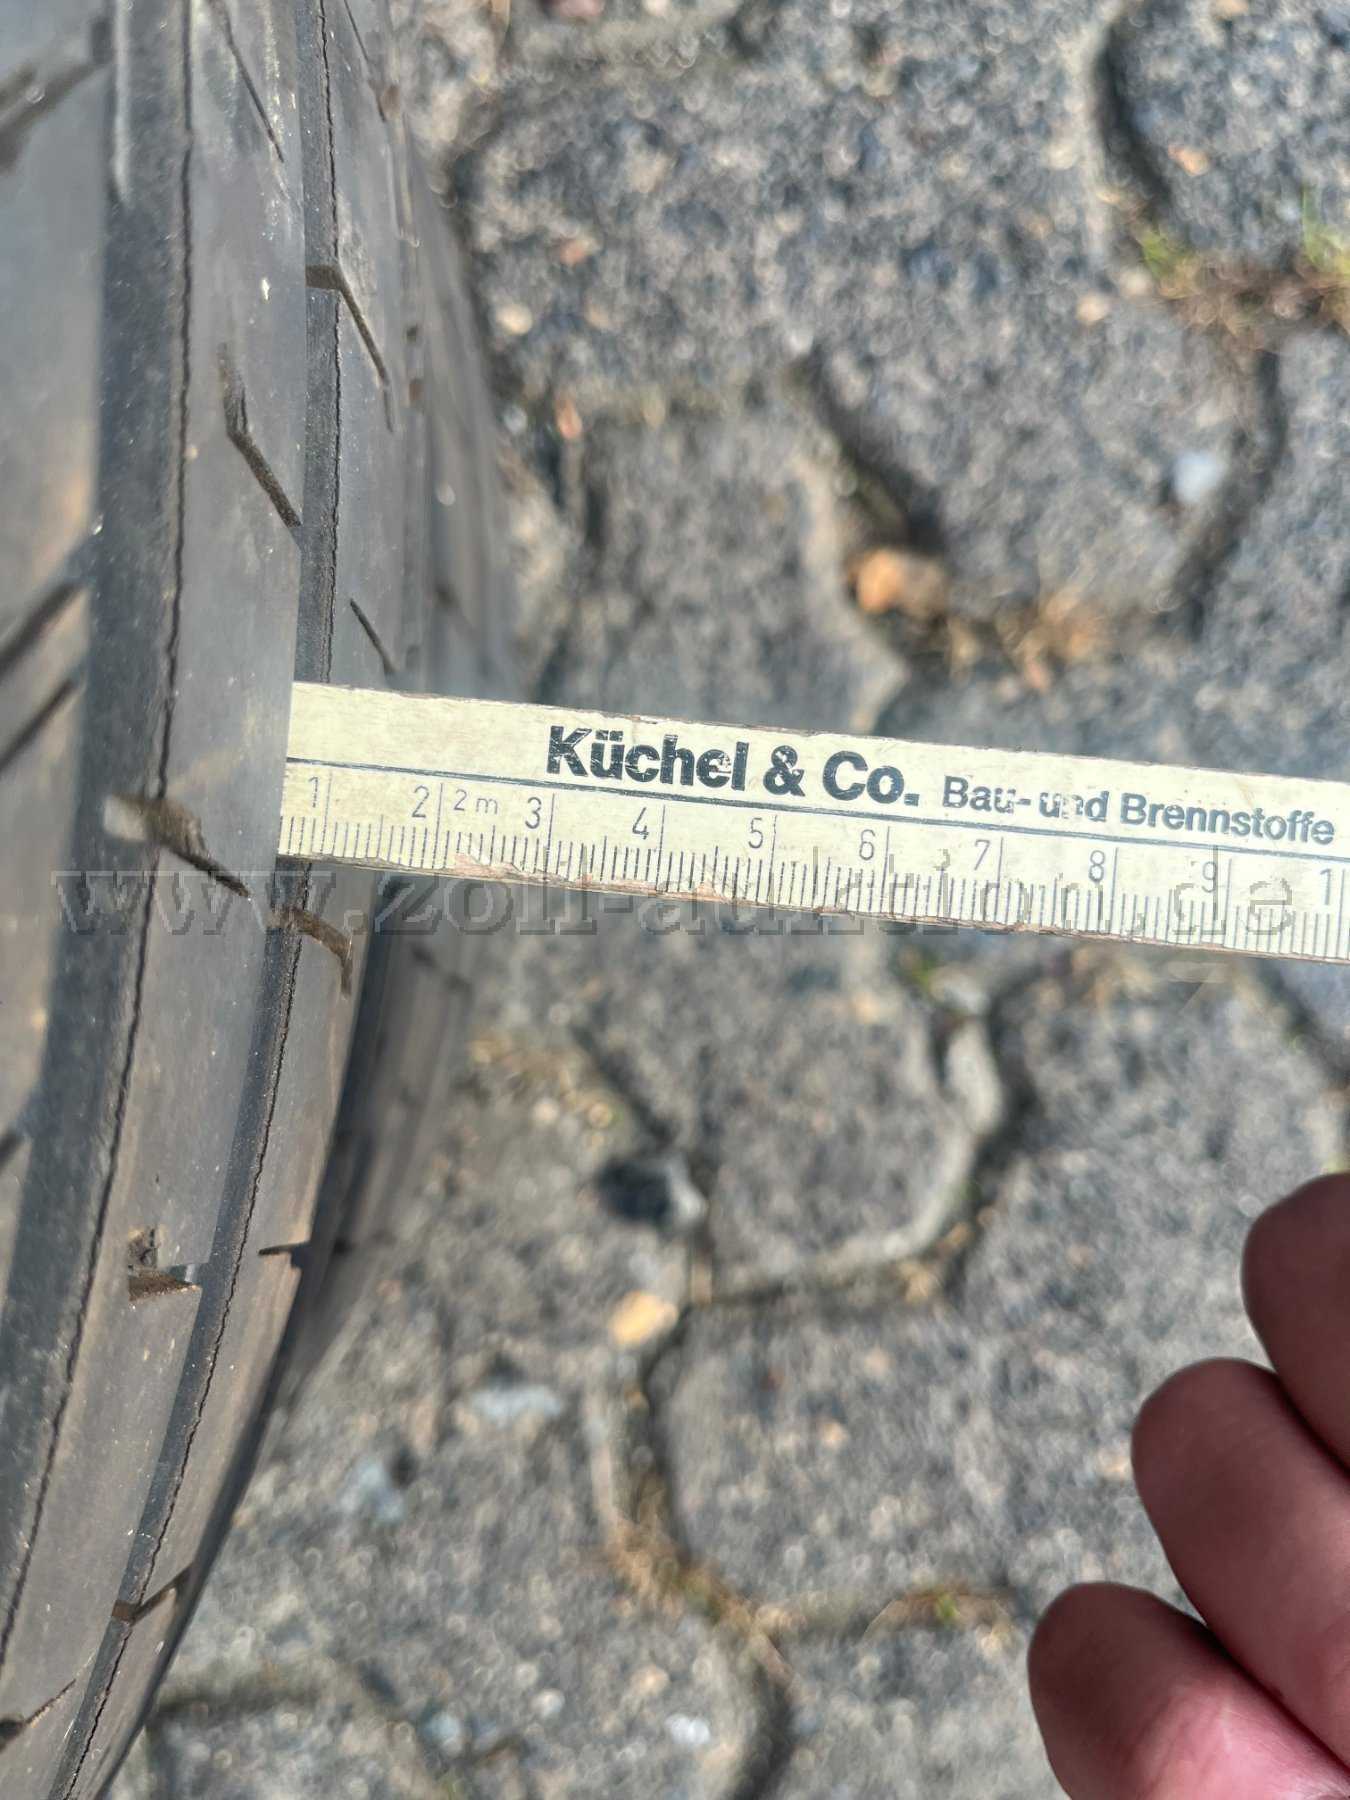 Küchel & Co. Bau- und Brennstoffe
1 2 2m 3 4 5 6 7 8 9 1
www.zoll-auktion.de